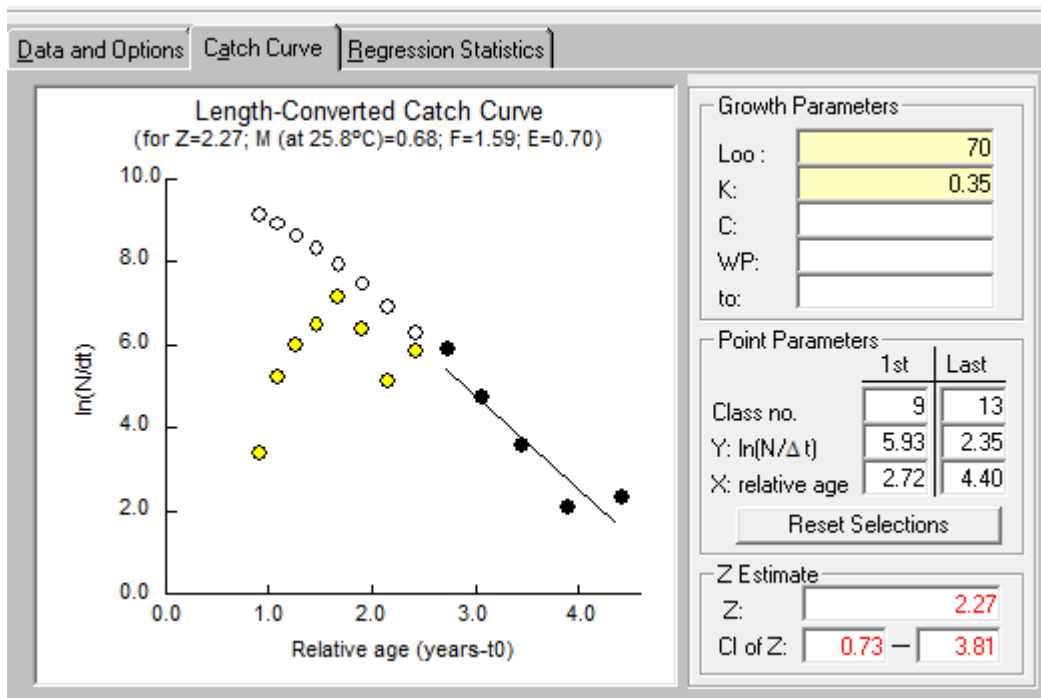 Data and Options
Catch Curve
Regression Statistics
Length-Converted Catch Curve
(for Z=2.27; M (at 25.8ºC)=0.68; F=1.59; E=0.70)
10.0
8.0
6.0
4.0
2.0
0.0
ln(N/dt)
0.0 1.0 2.0 3.0 4.0
Relative age (years-t0)
Growth Parameters
Loo : 70
K: 0.35
C:
WP:
to:
Point Parameters
1st Last
Class no. 9 13
Y: ln(N/Δ t) 5.93 2.35
X: relative age 2.72 4.40
Reset Selections
Z Estimate
Z: 2.27
CI of Z: 0.73 – 3.81